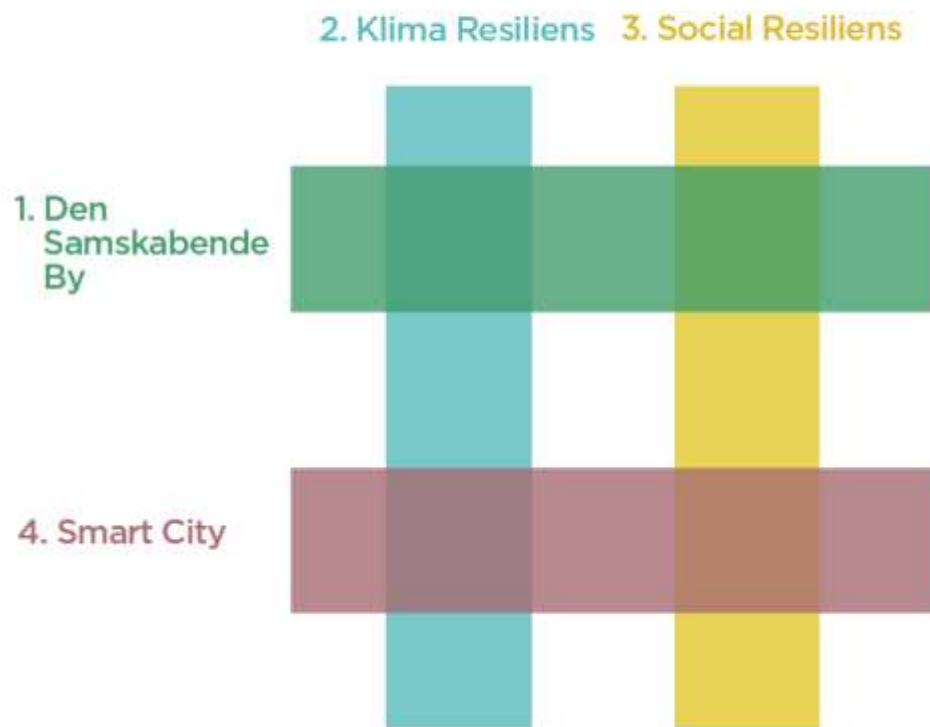 2. Klima Resiliens 3. Social Resiliens
1. Den
Samskabende
By
4. Smart City